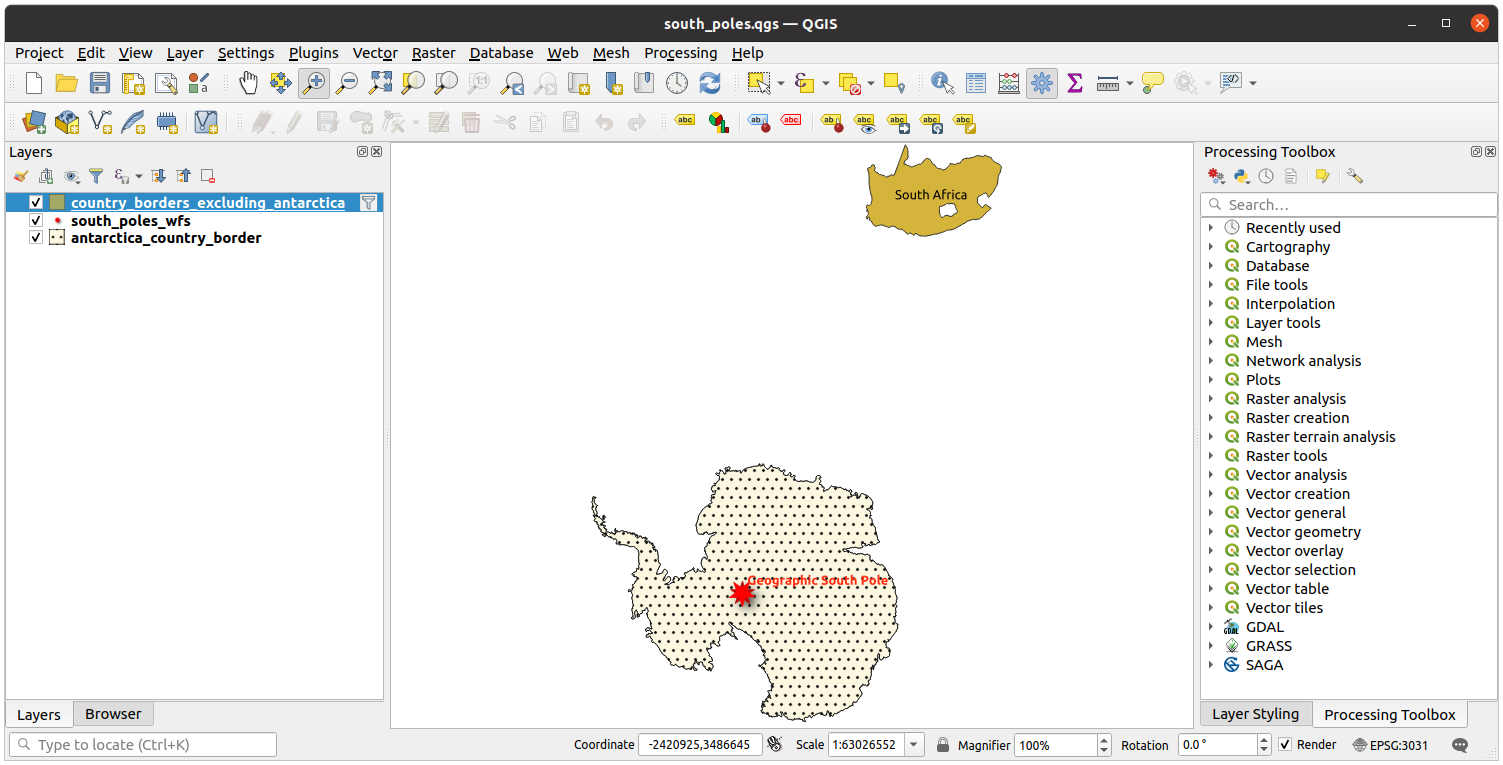 south_poles.qgs — QGIS
Project Edit View Layer Settings Plugins Vector Raster Database Web Mesh Processing Help
Layers
country_borders_excluding_antarctica
south_poles_wfs
antarctica_country_border
South Africa
Geographic South Pole
Processing Toolbox
Search...
Recently used
Cartography
Database
File tools
Interpolation
Layer tools
Mesh
Network analysis
Plots
Raster analysis
Raster creation
Raster terrain analysis
Raster tools
Vector analysis
Vector creation
Vector general
Vector geometry
Vector overlay
Vector selection
Vector table
Vector tiles
GDAL
GRASS
SAGA
Layers Browser
Layer Styling Processing Toolbox
Type to locate (Ctrl+K)
Coordinate -2420925,3486645 Scale 1:63026552 Magnifier 100% Rotation 0.0 ° Render EPSG:3031